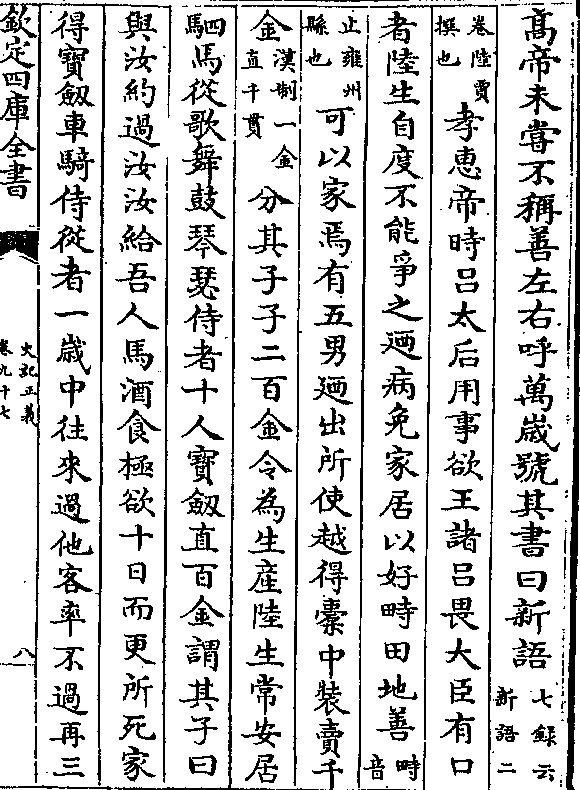 高帝未嘗不稱善左右呼萬歲號其書曰新語七錄云新語二
卷陸賈撰也孝惠帝時呂太后用事欲王諸呂畏大臣有口
者陸生自度不能爭之廼病免家居以好畤田地善畤音
止雍州縣也可以家焉有五男廼出所使越得橐中裝賣千
金漢制一金直千貫分其子子二百金令為生產陸生常安居
駟馬從歌舞鼓琴瑟侍者十人寶劔直百金謂其子曰
與汝約過汝汝給吾人馬酒食極欲十日而更所死家
得寶劔車騎侍從者一歲中往來過他客率不過再三
欽定四庫全書
史記正義
卷九十七
八